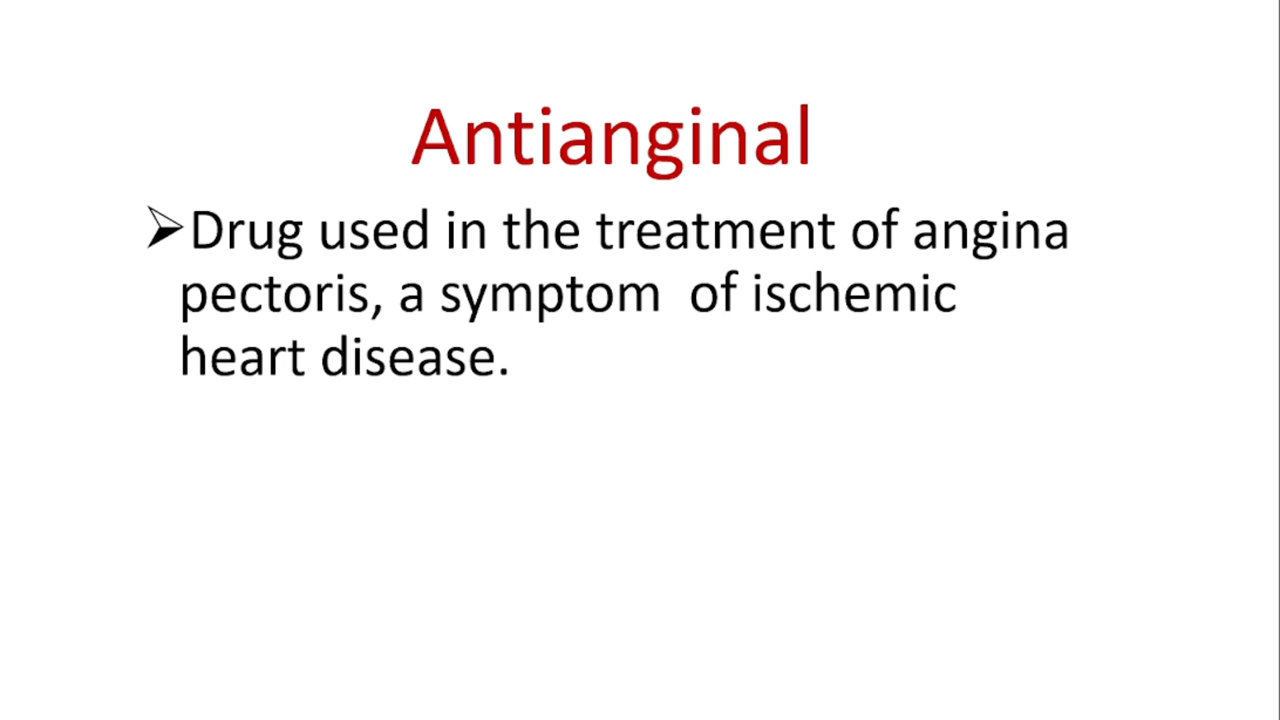 Antianginal
➢Drug used in the treatment of angina
pectoris, a symptom of ischemic
heart disease.